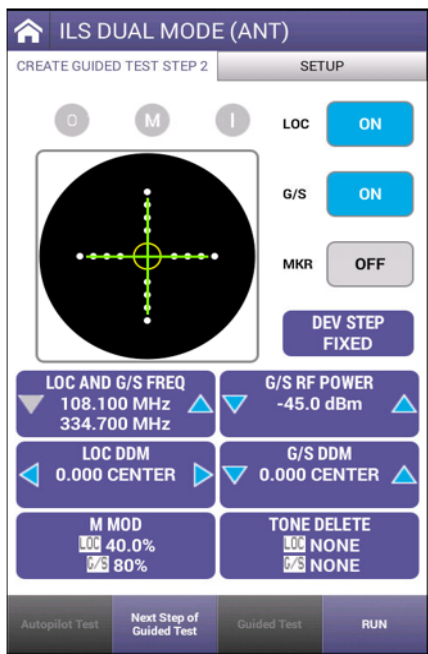 ILS DUAL MODE (ANT)
CREATE GUIDED TEST STEP 2
SETUP
O M I
LOC ON
G/S ON
MKR OFF
DEV STEP
FIXED
LOC AND G/S FREQ
108.100 MHz
334.700 MHz
G/S RF POWER
-45.0 dBm
LOC DDM
0.000 CENTER
G/S DDM
0.000 CENTER
M MOD
LOC 40.0%
G/S 80%
TONE DELETE
LOC NONE
G/S NONE
Autopilot Test
Next Step of
Guided Test
Guided Test
RUN